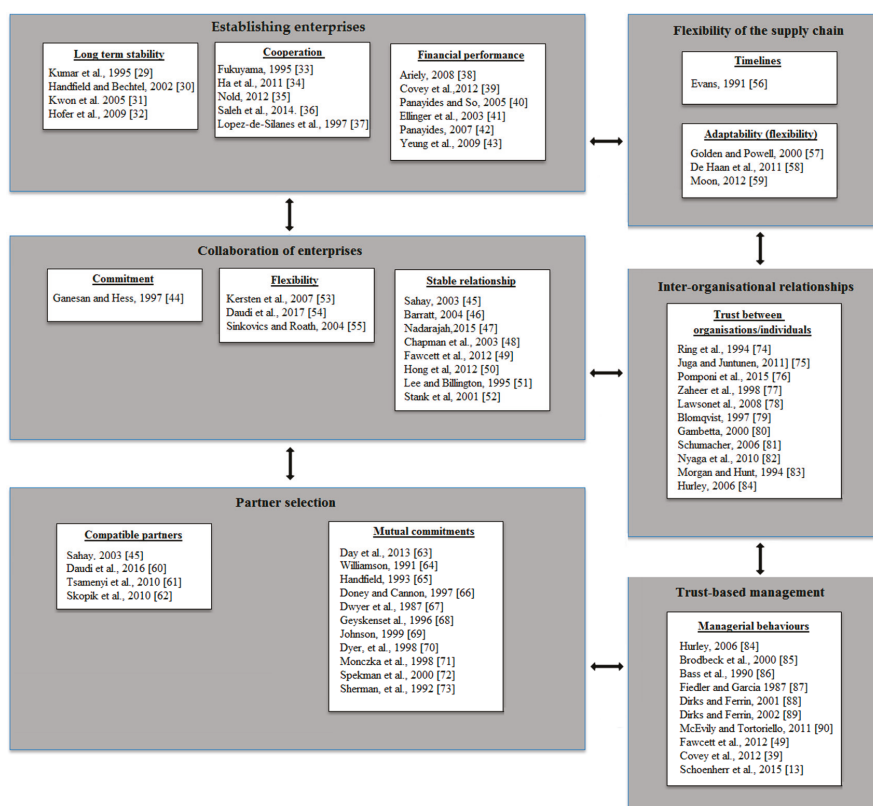 Establishing enterprises
Long term stability
Kumar et al., 1995 [29]
Handfield and Bechtel, 2002 [30]
Kwon et al. 2005 [31]
Hofer et al., 2009 [32]
Cooperation
Fukuyama, 1995 [33]
Ha et al., 2011 [34]
Nold, 2012 [35]
Saleh et al., 2014. [36]
Lopez-de-Silanes et al., 1997 [37]
Financial performance
Ariely, 2008 [38]
Covey et al.,2012 [39]
Panayides and So, 2005 [40]
Ellinger et al., 2003 [41]
Panayides, 2007 [42]
Yeung et al., 2009 [43]
Flexibility of the supply chain
Timelines
Evans, 1991 [56]
Adaptability (flexibility)
Golden and Powell, 2000 [57]
De Haan et al., 2011 [58]
Moon, 2012 [59]
Collaboration of enterprises
Commitment
Ganesan and Hess, 1997 [44]
Flexibility
Kersten et al., 2007 [53]
Daudi et al., 2017 [54]
Sinkovics and Roath, 2004 [55]
Stable relationship
Sahay, 2003 [45]
Barratt, 2004 [46]
Nadarajah,2015 [47]
Chapman et al., 2003 [48]
Fawcett et al., 2012 [49]
Hong et al, 2012 [50]
Lee and Billington, 1995 [51]
Stank et al, 2001 [52]
Inter-organisational relationships
Trust between
organisations/individuals
Ring et al., 1994 [74]
Juga and Juntunen, 2011] [75]
Pomponi et al., 2015 [76]
Zaheer et al., 1998 [77]
Lawsonet al., 2008 [78]
Blomqvist, 1997 [79]
Gambetta, 2000 [80]
Schumacher, 2006 [81]
Nyaga et al., 2010 [82]
Morgan and Hunt, 1994 [83]
Hurley, 2006 [84]
Partner selection
Compatible partners
Sahay, 2003 [45]
Daudi et al., 2016 [60]
Tsamenyi et al., 2010 [61]
Skopik et al., 2010 [62]
Mutual commitments
Day et al., 2013 [63]
Williamson, 1991 [64]
Handfield, 1993 [65]
Doney and Cannon, 1997 [66]
Dwyer et al., 1987 [67]
Geyskenset al., 1996 [68]
Johnson, 1999 [69]
Dyer, et al., 1998 [70]
Monczka et al., 1998 [71]
Spekman et al., 2000 [72]
Sherman, et al., 1992 [73]
Trust-based management
Managerial behaviours
Hurley, 2006 [84]
Brodbeck et al., 2000 [85]
Bass et al., 1990 [86]
Fiedler and Garcia 1987 [87]
Dirks and Ferrin, 2001 [88]
Dirks and Ferrin, 2002 [89]
McEvily and Tortoriello, 2011 [90]
Fawcett et al., 2012 [49]
Covey et al., 2012 [39]
Schoenherr et al., 2015 [13]